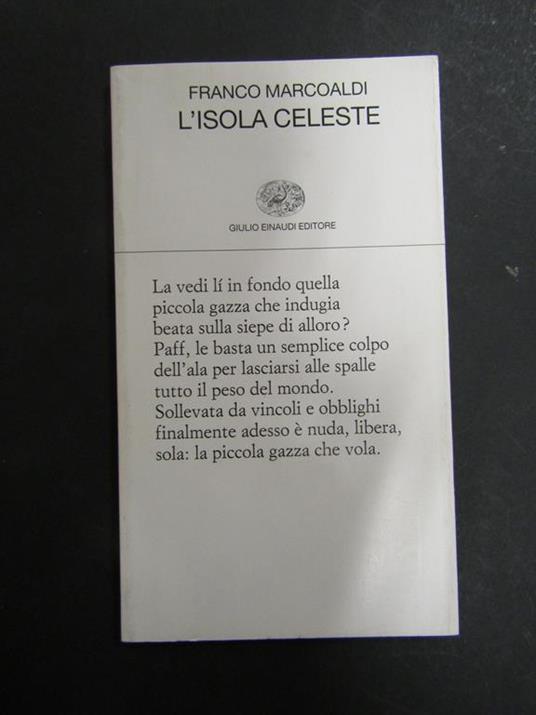 FRANCO MARCOALDI
L'ISOLA CELESTE
GIULIO EINAUDI EDITORE
La vedi lí in fondo quella
piccola gazza che indugia
beata sulla siepe di alloro?
Paff, le basta un semplice colpo
dell'ala per lasciarsi alle spalle
tutto il peso del mondo.
Sollevata da vincoli e obblighi
finalmente adesso è nuda, libera,
sola: la piccola gazza che vola.